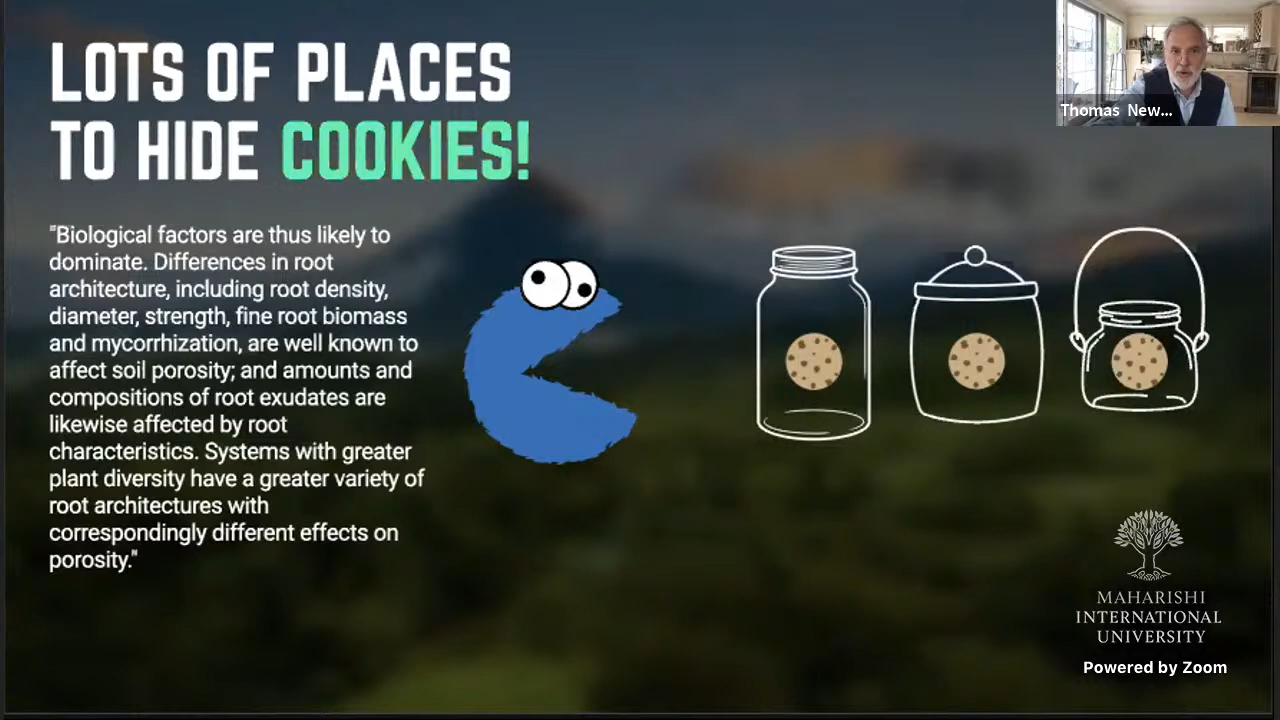 LOTS OF PLACES
TO HIDE COOKIES!
"Biological factors are thus likely to
dominate. Differences in root
architecture, including root density,
diameter, strength, fine root biomass
and mycorrhization, are well known to
affect soil porosity; and amounts and
compositions of root exudates are
likewise affected by root
characteristics. Systems with greater
plant diversity have a greater variety of
root architectures with
correspondingly different effects on
porosity."
Thomas New...
MAHARISHI
INTERNATIONAL
UNIVERSITY
Powered by Zoom